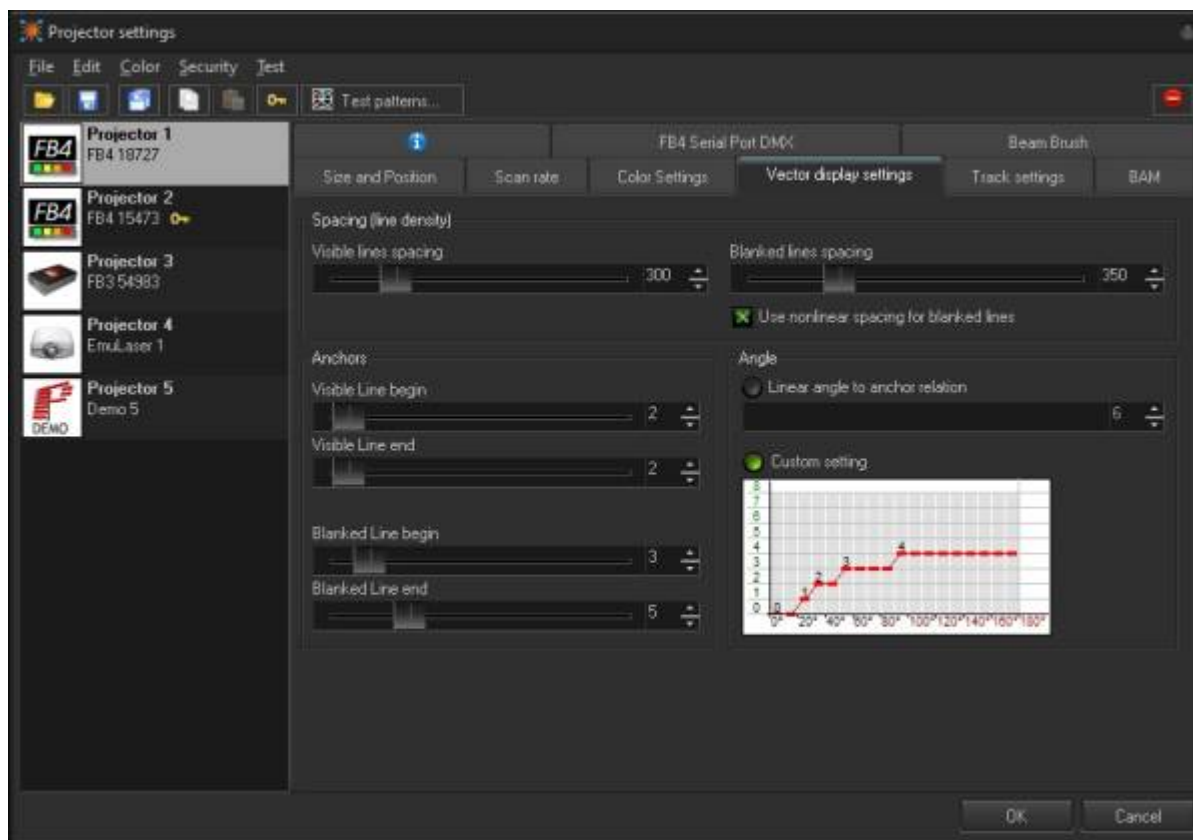 Projector settings
File Edit Color Security Test
Test patterns...
FB4
Projector 1
FB4 18727
FB4
Projector 2
FB4 15473
Projector 3
FB3 54983
Projector 4
EmuLaser 1
DEMO
Projector 5
Demo 5
FB4 Serial Port DMX Beam Brush
Size and Position Scan rate Color Settings Vector display settings Track settings BAM
Spacing (line density)
Visible lines spacing
300
Blanked lines spacing
350
Use nonlinear spacing for blanked lines
Anchors
Visible Line begin
2
Visible Line end
2
Blanked Line begin
3
Blanked Line end
5
Angle
Linear angle to anchor relation
6
Custom setting
8
7
6
5
4
3
2
1
0
0 1 2 3 4
0° 20° 40° 60° 80° 100° 120° 140° 160° 180°
OK Cancel